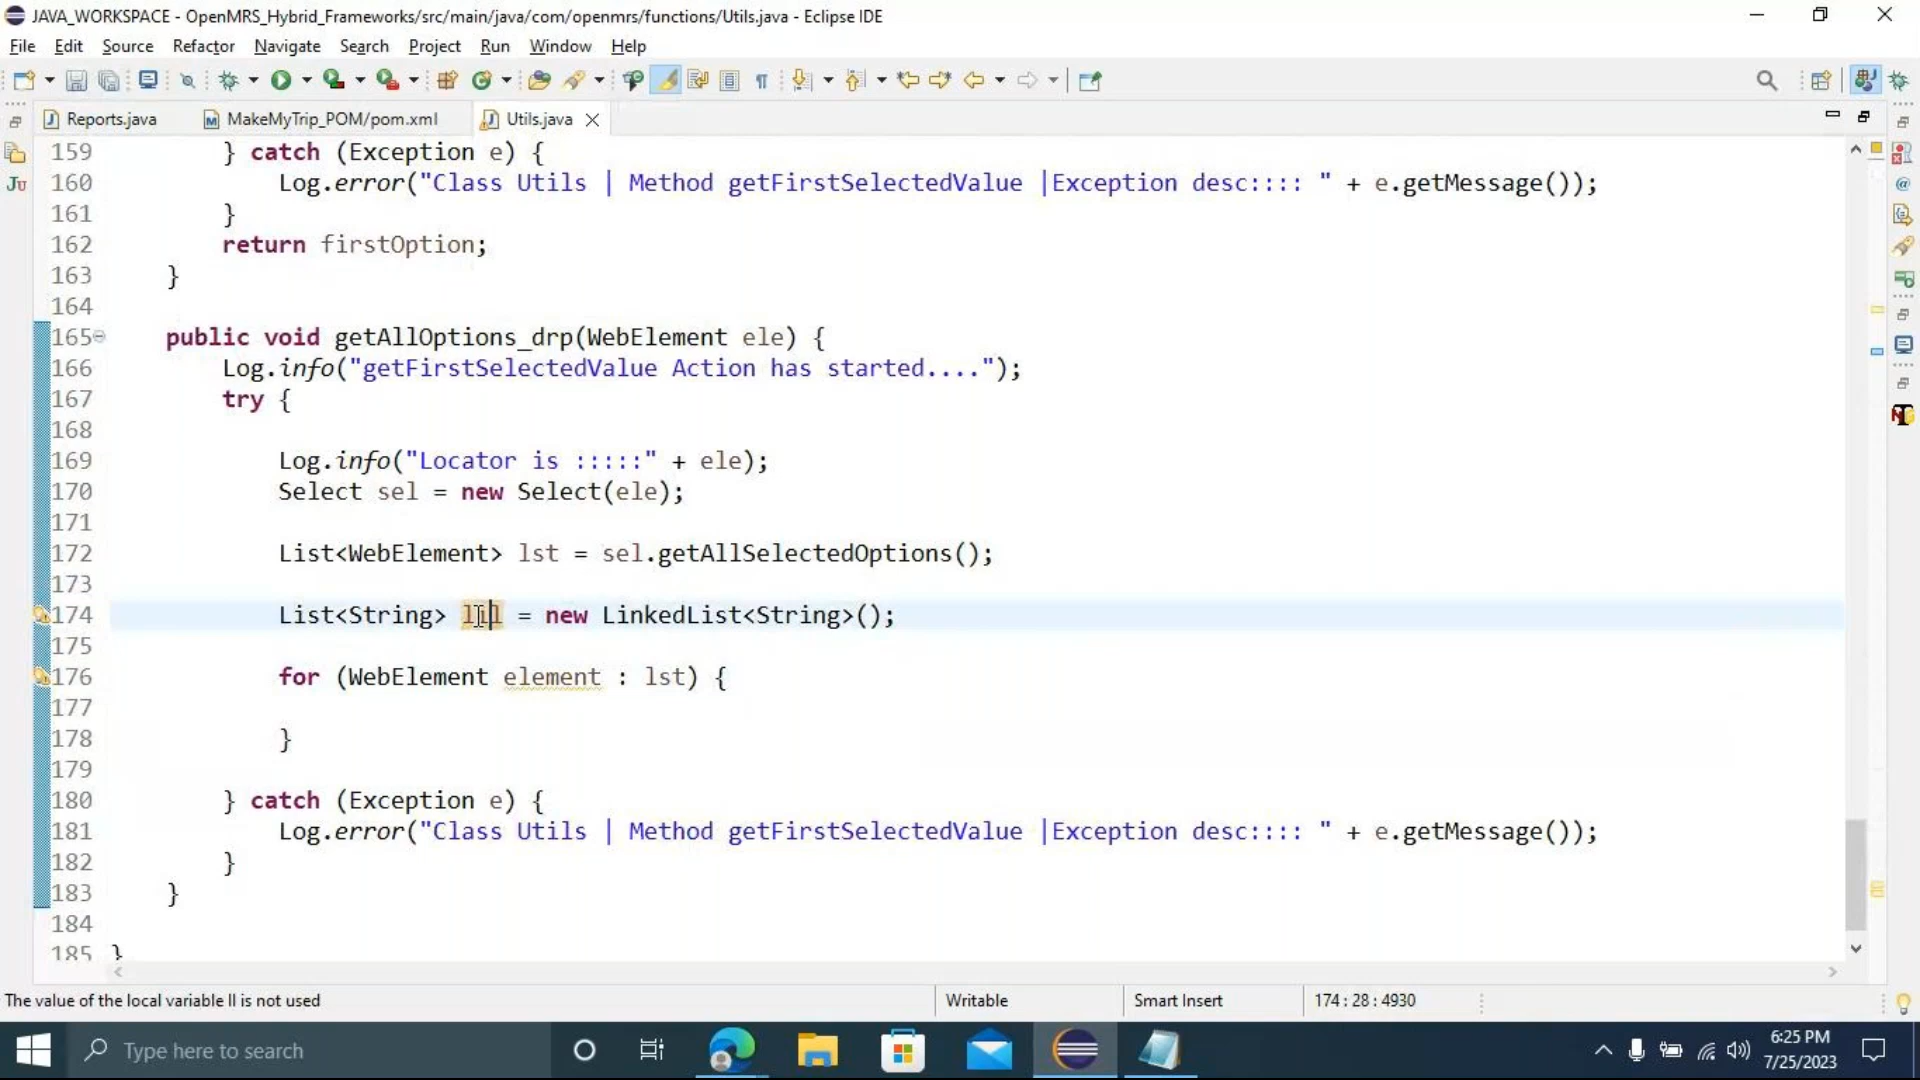 JAVA_WORKSPACE - OpenMRS_Hybrid_Frameworks/src/main/java/com/openmrs/functions/Utils.java - Eclipse IDE
File Edit Source Refactor Navigate Search Project Run Window Help
Reports.java MakeMyTrip_POM/pom.xml Utils.java
159 } catch (Exception e) {
160 Log.error("Class Utils | Method getFirstSelectedValue |Exception desc:::: " + e.getMessage());
161 }
162 return firstOption;
163 }
164
165 public void getAllOptions_drp(WebElement ele) {
166 Log.info("getFirstSelectedValue Action has started....");
167 try {
168
169 Log.info("Locator is :::::" + ele);
170 Select sel = new Select(ele);
171
172 List<WebElement> lst = sel.getAllSelectedOptions();
173
174 List<String> lil = new LinkedList<String>();
175
176 for (WebElement element : lst) {
177
178 }
179
180 } catch (Exception e) {
181 Log.error("Class Utils | Method getFirstSelectedValue |Exception desc:::: " + e.getMessage());
182 }
183 }
184
185 }
The value of the local variable ll is not used Writable Smart Insert 174 : 28 : 4930
Type here to search 6:25 PM
7/25/2023